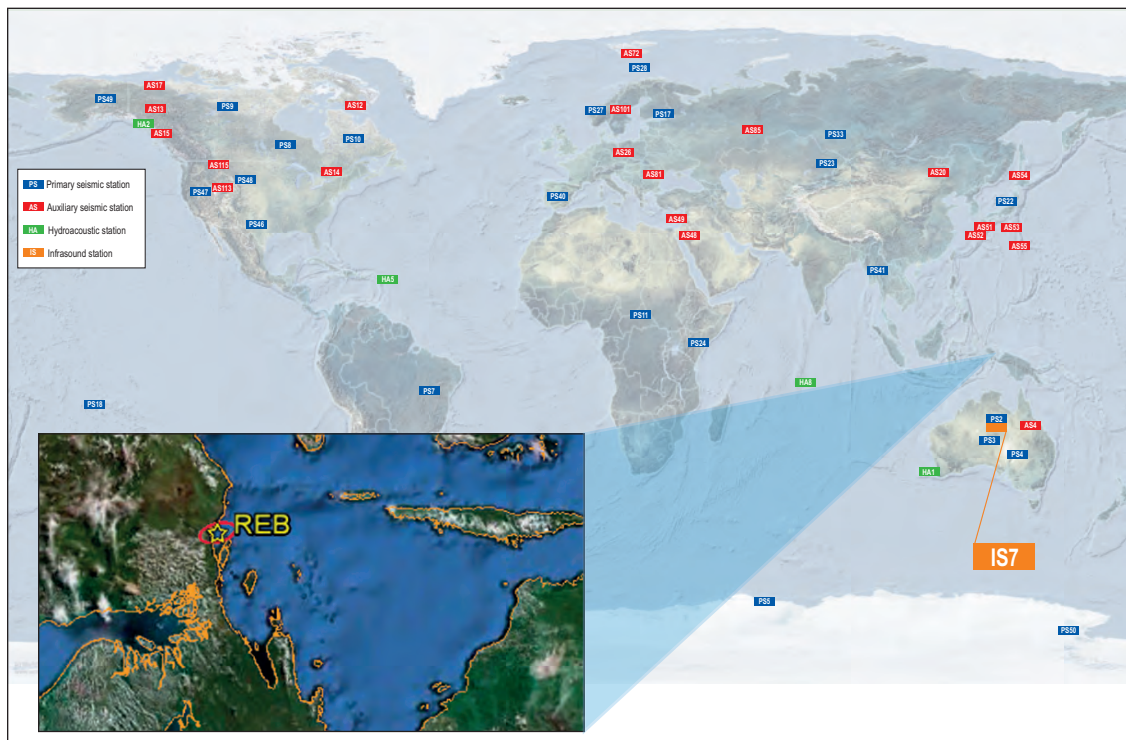 AS72
PS28
AS17
PS49
AS13
PS9
AS12
HA2
AS15
PS10
PS8
PS27
AS101
PS17
AS85
PS33
AS26
AS115
AS14
PS48
PS47
AS113
PS46
AS81
PS23
AS20
AS54
PS40
PS22
AS49
AS48
AS51
AS53
AS52
AS55
PS Primary seismic station
AS Auxiliary seismic station
HA Hydroacoustic station
IS Infrasound station
HA5
PS41
PS11
PS24
PS7
HA8
PS18
PS2
AS4
PS3
PS4
HA1
REB
IS7
PS5
PS50